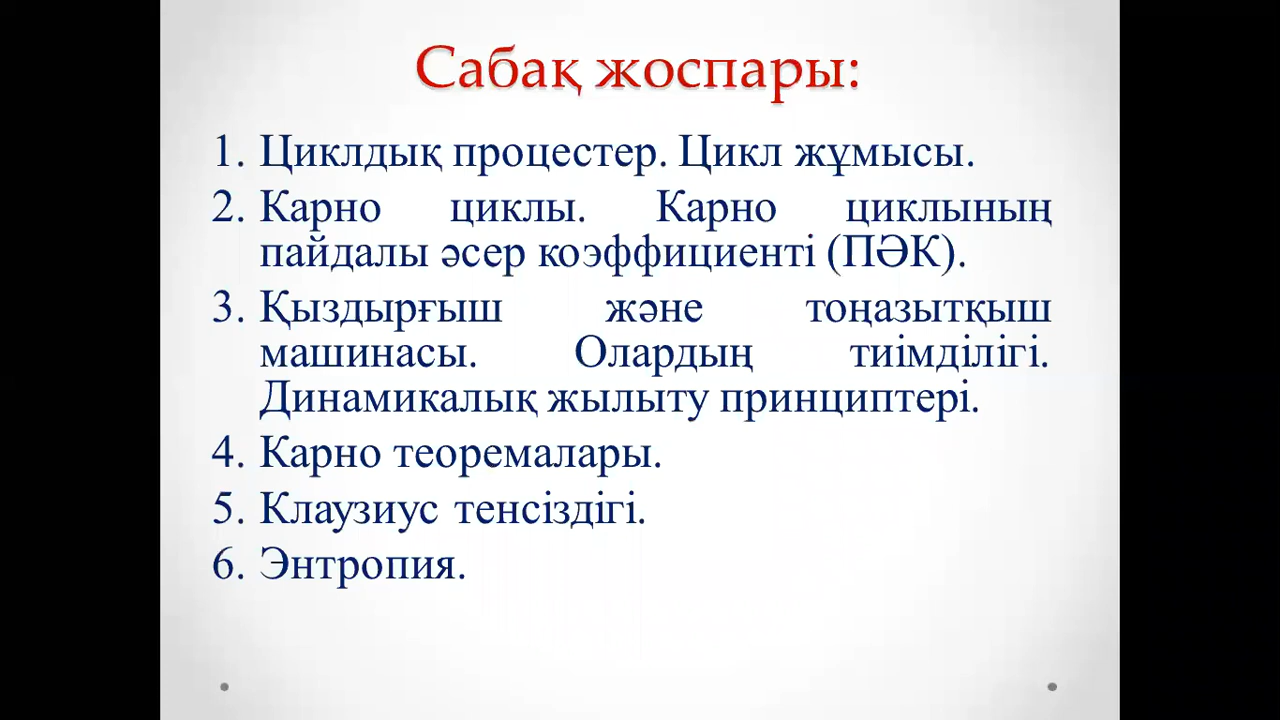 Сабақ жоспары:
1. Циклдық процестер. Цикл жұмысы.
2. Карно циклы. Карно циклының
пайдалы әсер коэффициенті (ПӘК).
3. Қыздырғыш және тоңазытқыш
машинасы. Олардың тиімділігі.
Динамикалық жылыту принциптері.
4. Карно теоремалары.
5. Клаузиус тенсіздігі.
6. Энтропия.